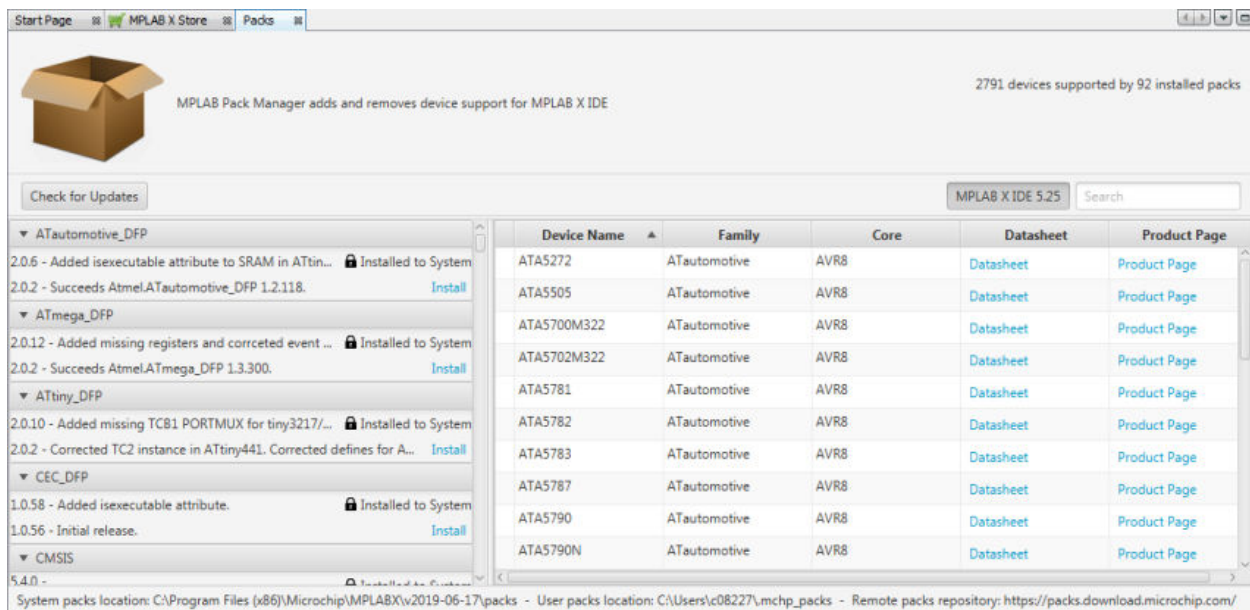 Start Page MPLAB X Store Packs
MPLAB Pack Manager adds and removes device support for MPLAB X IDE
2791 devices supported by 92 installed packs
Check for Updates
MPLAB X IDE 5.25 Search
ATautomotive_DFP
2.0.6 - Added isexecutable attribute to SRAM in ATtin... Installed to System
2.0.2 - Succeeds Atmel.ATautomotive_DFP 1.2.118. Install
ATmega_DFP
2.0.12 - Added missing registers and corrceted event ... Installed to System
2.0.2 - Succeeds Atmel.ATmega_DFP 1.3.300. Install
ATtiny_DFP
2.0.10 - Added missing TCB1 PORTMUX for tiny3217/... Installed to System
2.0.2 - Corrected TC2 instance in ATtiny441. Corrected defines for A... Install
CEC_DFP
1.0.58 - Added isexecutable attribute. Installed to System
1.0.56 - Initial release. Install
CMSIS
5.4.0 -
Device Name Family Core Datasheet Product Page
ATA5272 ATautomotive AVR8 Datasheet Product Page
ATA5505 ATautomotive AVR8 Datasheet Product Page
ATA5700M322 ATautomotive AVR8 Datasheet Product Page
ATA5702M322 ATautomotive AVR8 Datasheet Product Page
ATA5781 ATautomotive AVR8 Datasheet Product Page
ATA5782 ATautomotive AVR8 Datasheet Product Page
ATA5783 ATautomotive AVR8 Datasheet Product Page
ATA5787 ATautomotive AVR8 Datasheet Product Page
ATA5790 ATautomotive AVR8 Datasheet Product Page
ATA5790N ATautomotive AVR8 Datasheet Product Page
System packs location: C:\Program Files (x86)\Microchip\MPLABX\v2019-06-17\packs - User packs location: C:\Users\c08227\.mchp_packs - Remote packs repository: https://packs.download.microchip.com/